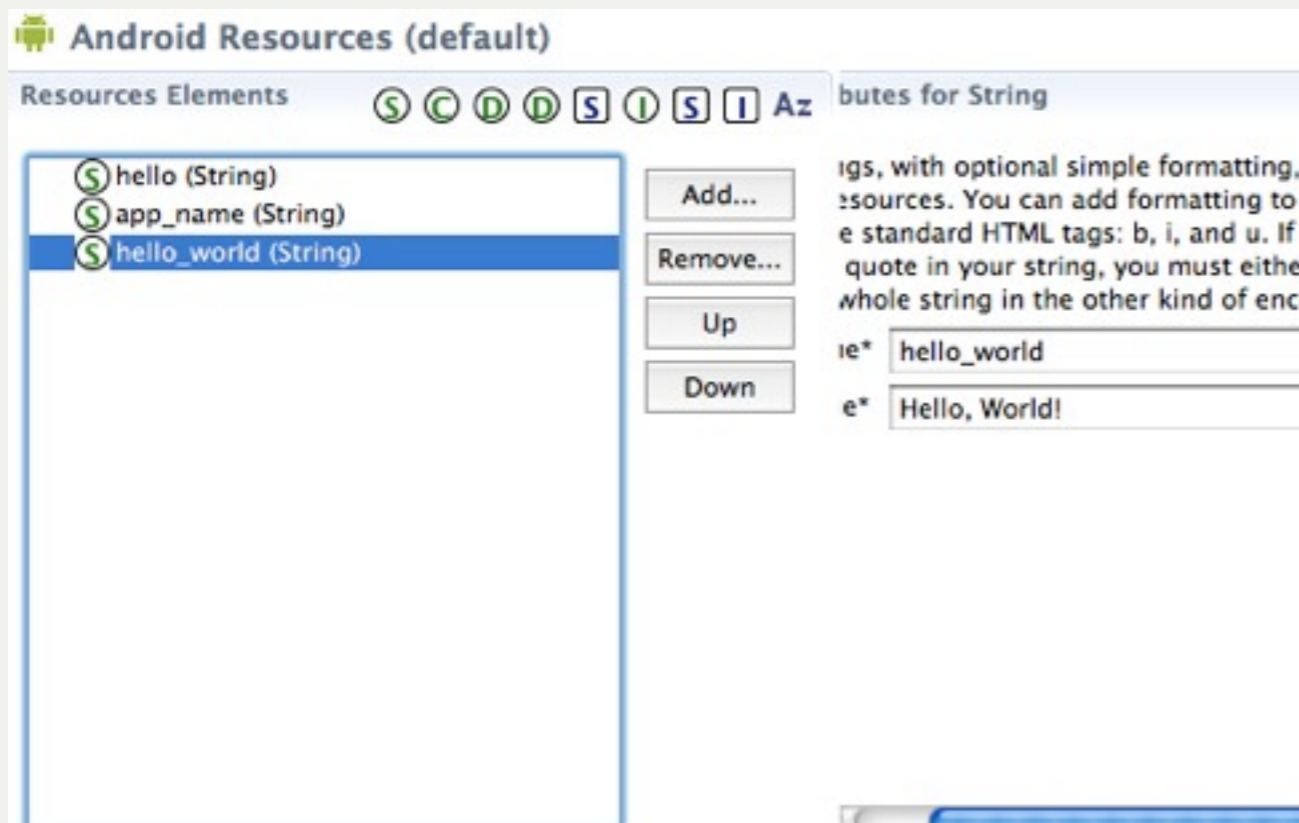 Android Resources (default)
Resources Elements
S C D D S I S I Az
S hello (String)
S app_name (String)
S hello_world (String)
Add...
Remove...
Up
Down
butes for String
with optional simple formatting,
You can add formatting to
e standard HTML tags: b, i, and u. If
quote in your string, you must eithe
whole string in the other kind of enc
e* hello_world
e* Hello, World!